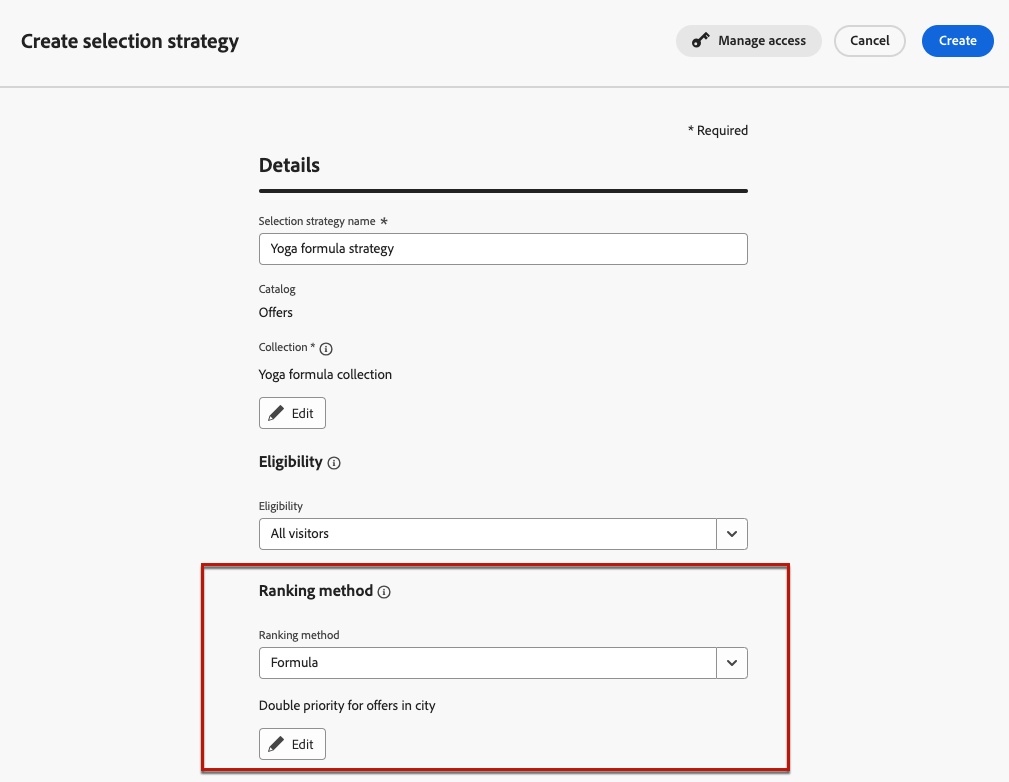 Create selection strategy
Manage access
Cancel
Create
* Required
Details
Selection strategy name *
Yoga formula strategy
Catalog
Offers
Collection *
Yoga formula collection
Edit
Eligibility
Eligibility
All visitors
Ranking method
Ranking method
Formula
Double priority for offers in city
Edit